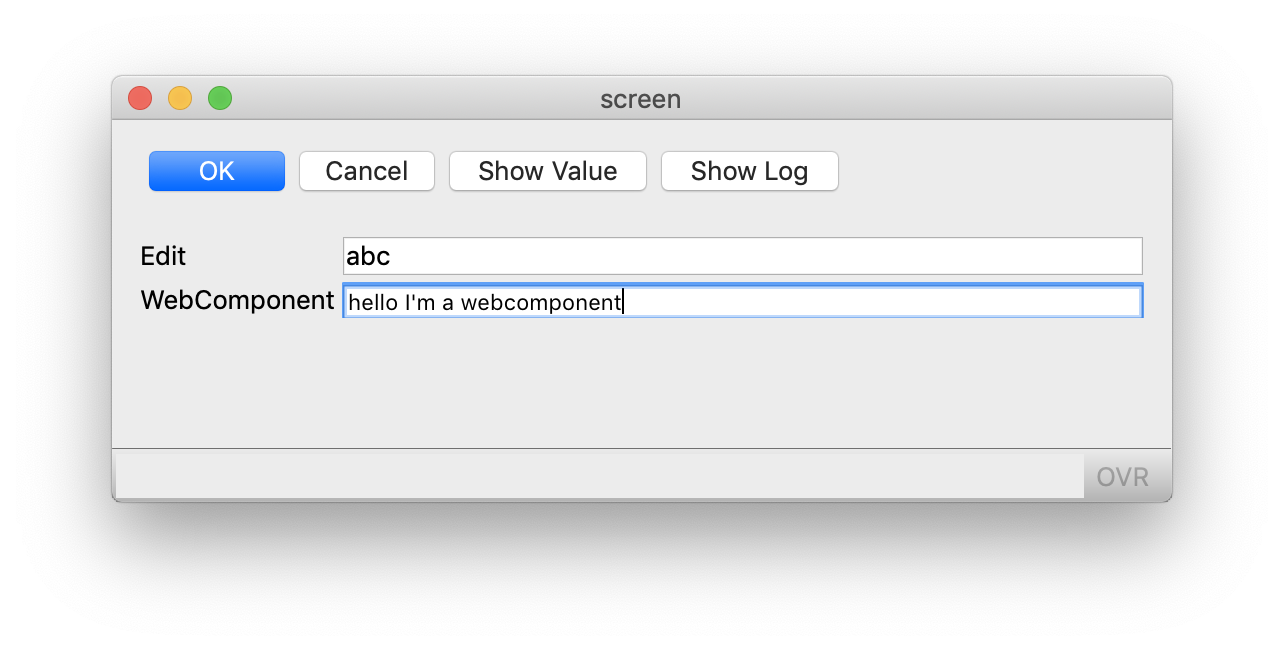 screen
OK Cancel Show Value Show Log
Edit abc
WebComponent hello I'm a webcomponent
OVR